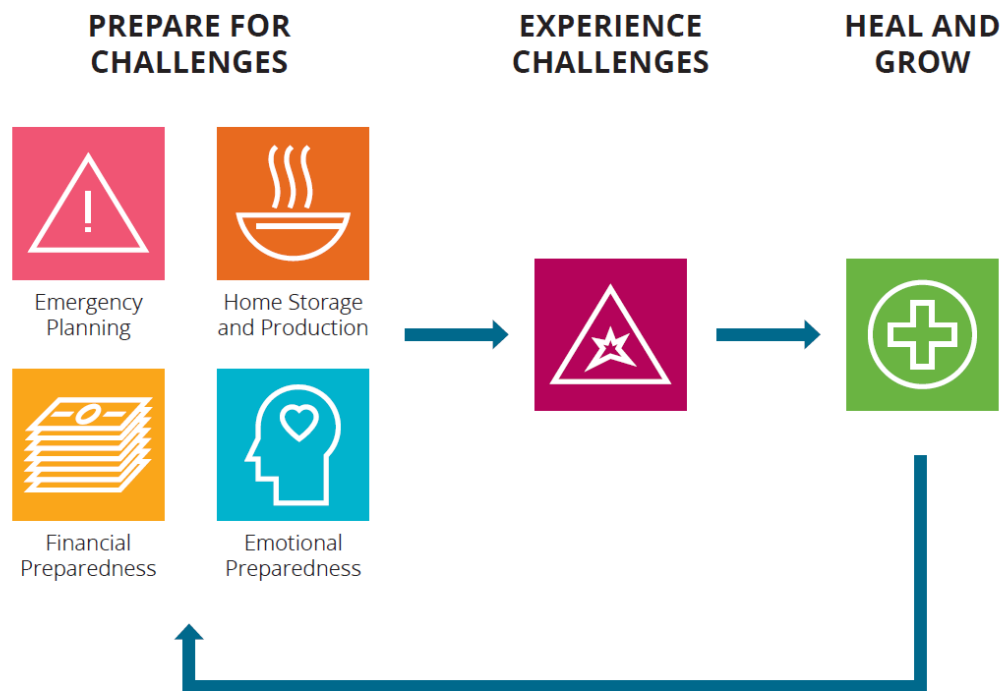 PREPARE FOR
CHALLENGES
EXPERIENCE
CHALLENGES
HEAL AND
GROW
!
Emergency
Planning
Home Storage
and Production
Financial
Preparedness
Emotional
Preparedness